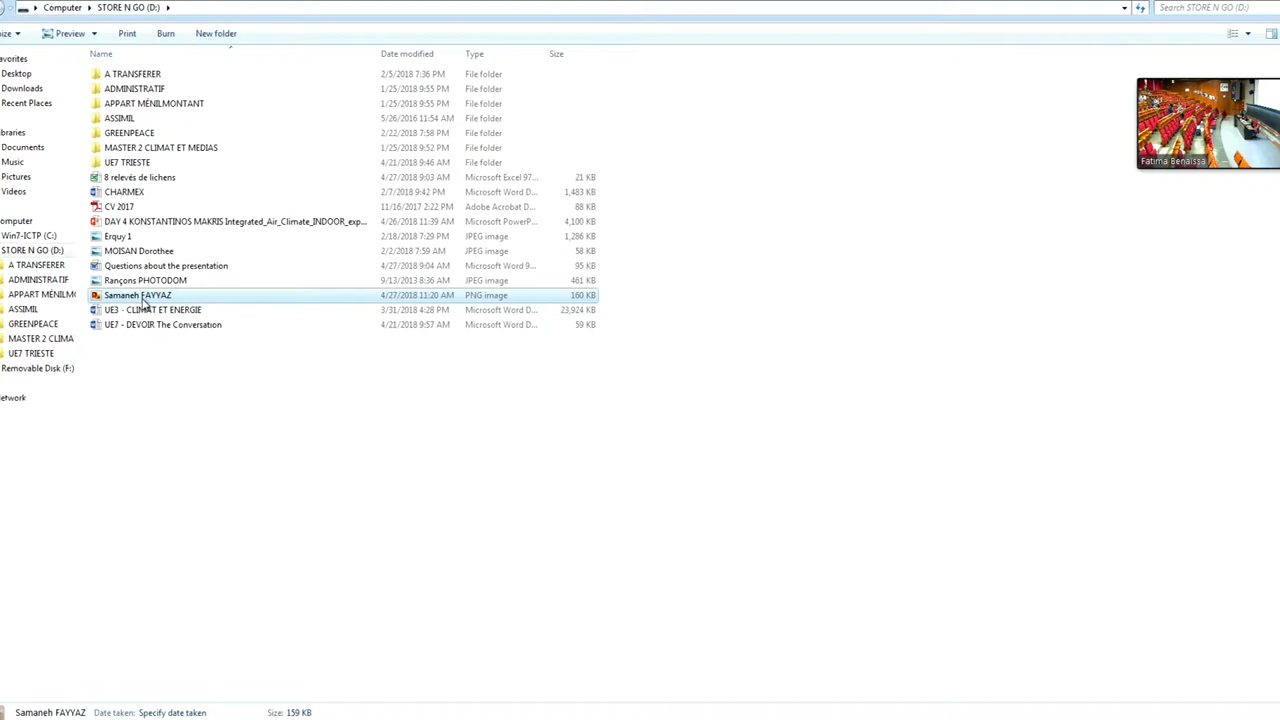 Computer ▸ STORE N GO (D:) ▸ Search STORE N GO (D:)
Preview Print Burn New folder
Name Date modified Type Size
avorites
Desktop
Downloads
Recent Places
ibraries
Documents
Music
Pictures
Videos
omputer
Win7-ICTP (C:)
STORE N GO (D:)
A TRANSFERER
ADMINISTRATIF
APPART MÉNILMO
ASSIMIL
GREENPEACE
MASTER 2 CLIMA
UE7 TRIESTE
Removable Disk (F:)
etwork
A TRANSFERER 2/5/2018 7:36 PM File folder
ADMINISTRATIF 1/25/2018 9:55 PM File folder
APPART MÉNILMONTANT 1/25/2018 9:55 PM File folder
ASSIMIL 5/26/2016 11:54 AM File folder
GREENPEACE 2/22/2018 7:58 PM File folder
MASTER 2 CLIMAT ET MEDIAS 1/25/2018 9:52 PM File folder
UE7 TRIESTE 4/21/2018 9:46 AM File folder
8 relevés de lichens 4/27/2018 9:03 AM Microsoft Excel 97... 21 KB
CHARMEX 2/7/2018 9:42 PM Microsoft Word D... 1,483 KB
CV 2017 11/16/2017 2:22 PM Adobe Acrobat D... 88 KB
DAY 4 KONSTANTINOS MAKRIS Integrated_Air_Climate_INDOOR_exp... 4/26/2018 11:39 AM Microsoft PowerP... 4,100 KB
Erquy 1 2/18/2018 7:29 PM JPEG image 1,286 KB
MOISAN Dorothee 2/2/2018 7:59 AM JPEG image 58 KB
Questions about the presentation 4/27/2018 9:04 AM Microsoft Word 9... 95 KB
Rançons PHOTODOM 9/13/2013 8:36 AM JPEG image 461 KB
Samaneh FAYYAZ 4/27/2018 11:20 AM PNG image 160 KB
UE3 - CLIMAT ET ENERGIE 3/31/2018 4:28 PM Microsoft Word D... 23,924 KB
UE7 - DEVOIR The Conversation 4/21/2018 9:57 AM Microsoft Word D... 59 KB
Fatima Benaissa
Samaneh FAYYAZ Date taken: Specify date taken Size: 159 KB